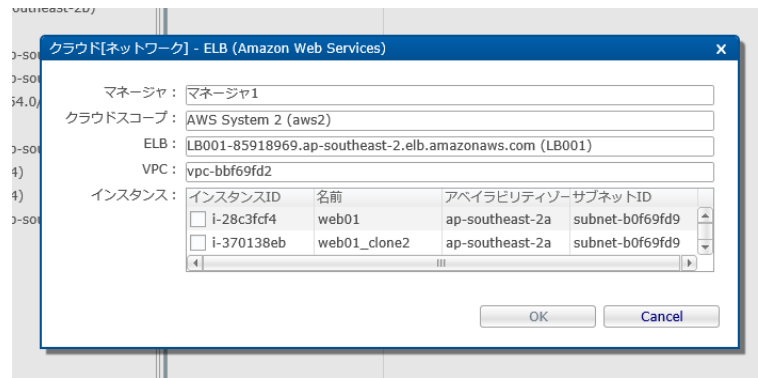 クラウド[ネットワーク] - ELB (Amazon Web Services) x
マネージャ： マネージャ1
クラウドスコープ： AWS System 2 (aws2)
ELB： LB001-85918969.ap-southeast-2.elb.amazonaws.com (LB001)
VPC： vpc-bbf69fd2
インスタンス： インスタンスID 名前 アベイラビリティゾー サブネットID
i-28c3fcf4 web01 ap-southeast-2a subnet-b0f69fd9
i-370138eb web01_clone2 ap-southeast-2a subnet-b0f69fd9
OK Cancel